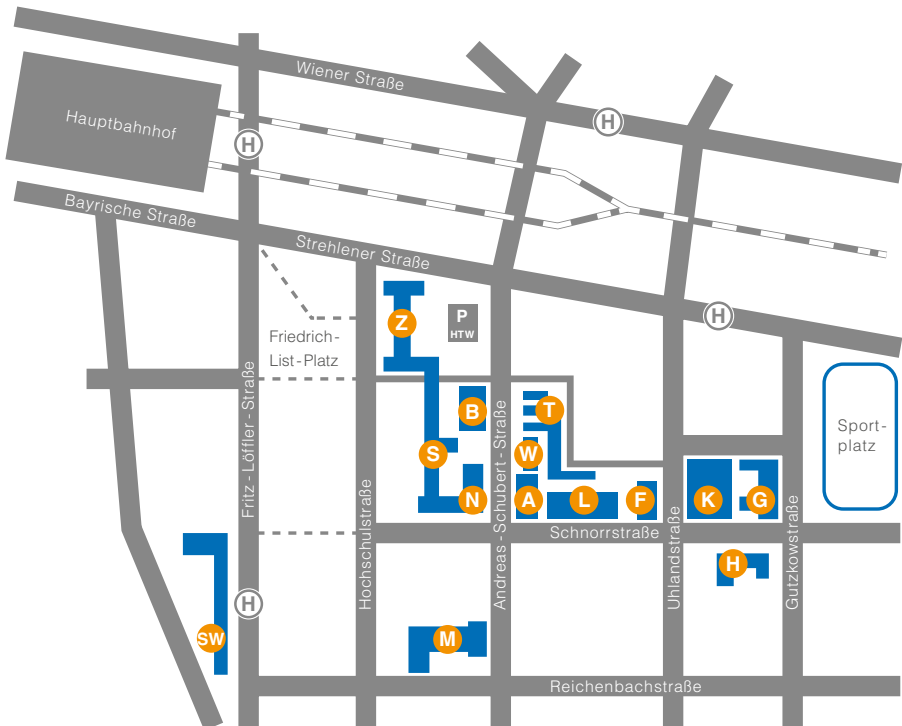 Wiener Straße
Hauptbahnhof
H
H
Bayrische Straße
Strehlener Straße
H
Z
P
HTW
Friedrich-
List-Platz
Fritz-Löffler-Straße
B
T
Sport-
platz
S
W
N
A
L
F
K
G
Andreas-Schubert-Straße
Hochschulstraße
Schnorrstraße
Uhlandstraße
Gutzkowstraße
H
H
SW
M
Reichenbachstraße